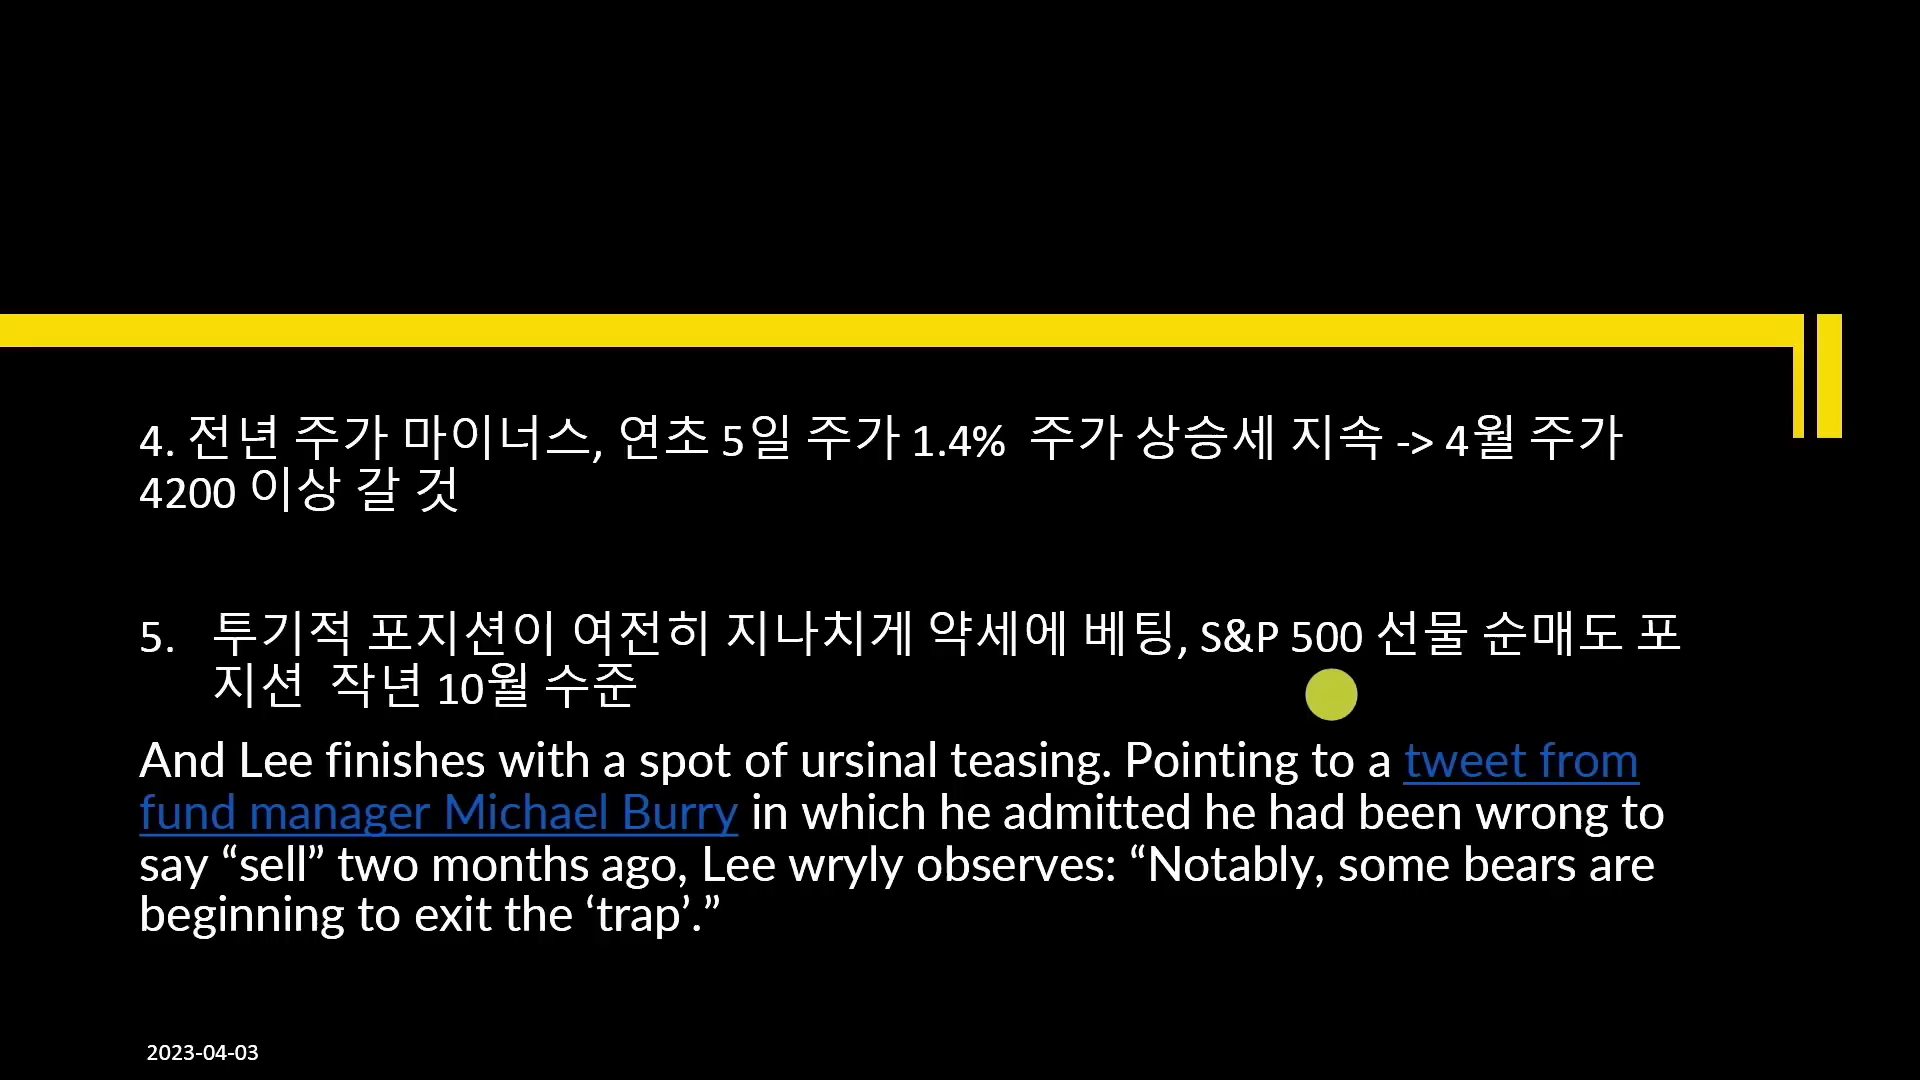 4. 전년 주가 마이너스, 연초 5일 주가 1.4%  주가 상승세 지속 -> 4월 주가
4200 이상 갈 것
5. 투기적 포지션이 여전히 지나치게 약세에 베팅, S&P 500 선물 순매도 포
지션  작년 10월 수준
And Lee finishes with a spot of ursinal teasing. Pointing to a tweet from
fund manager Michael Burry in which he admitted he had been wrong to
say “sell” two months ago, Lee wryly observes: “Notably, some bears are
beginning to exit the ‘trap’.”
2023-04-03